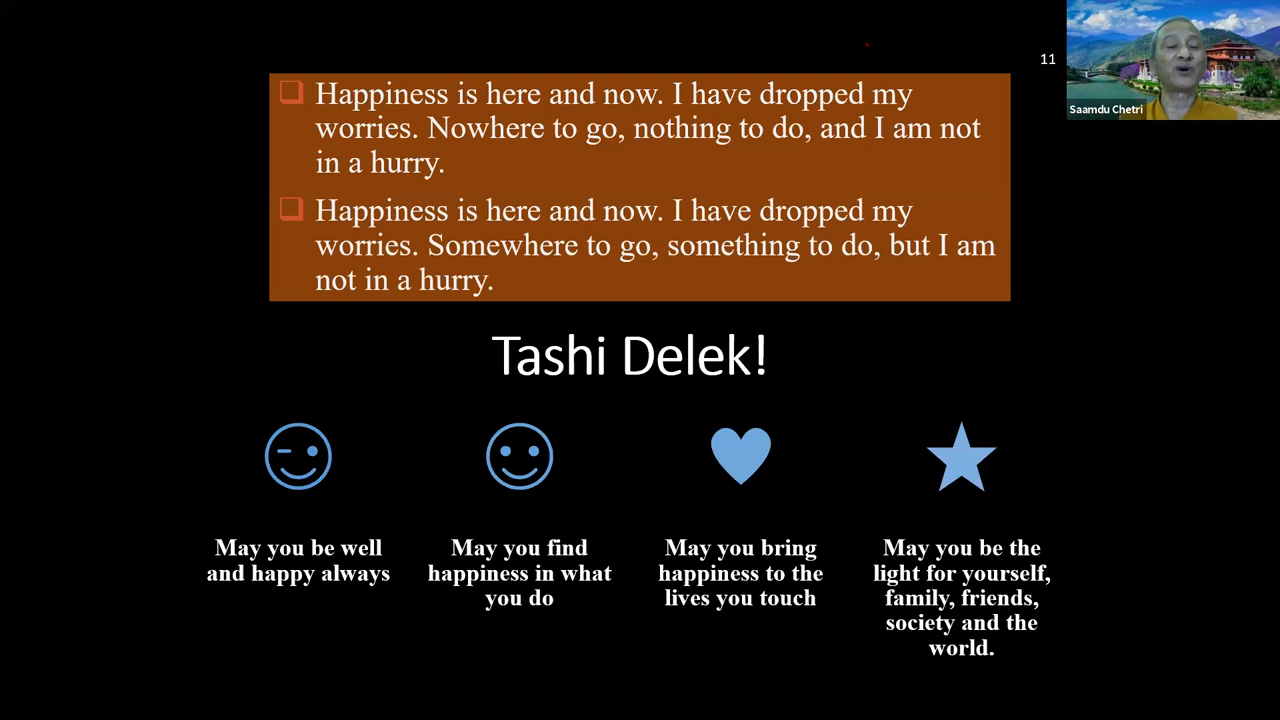 11
Saamdu Chetri
Happiness is here and now. I have dropped my
worries. Nowhere to go, nothing to do, and I am not
in a hurry.
Happiness is here and now. I have dropped my
worries. Somewhere to go, something to do, but I am
not in a hurry.
Tashi Delek!
May you be well
and happy always
May you find
happiness in what
you do
May you bring
happiness to the
lives you touch
May you be the
light for yourself,
family, friends,
society and the
world.